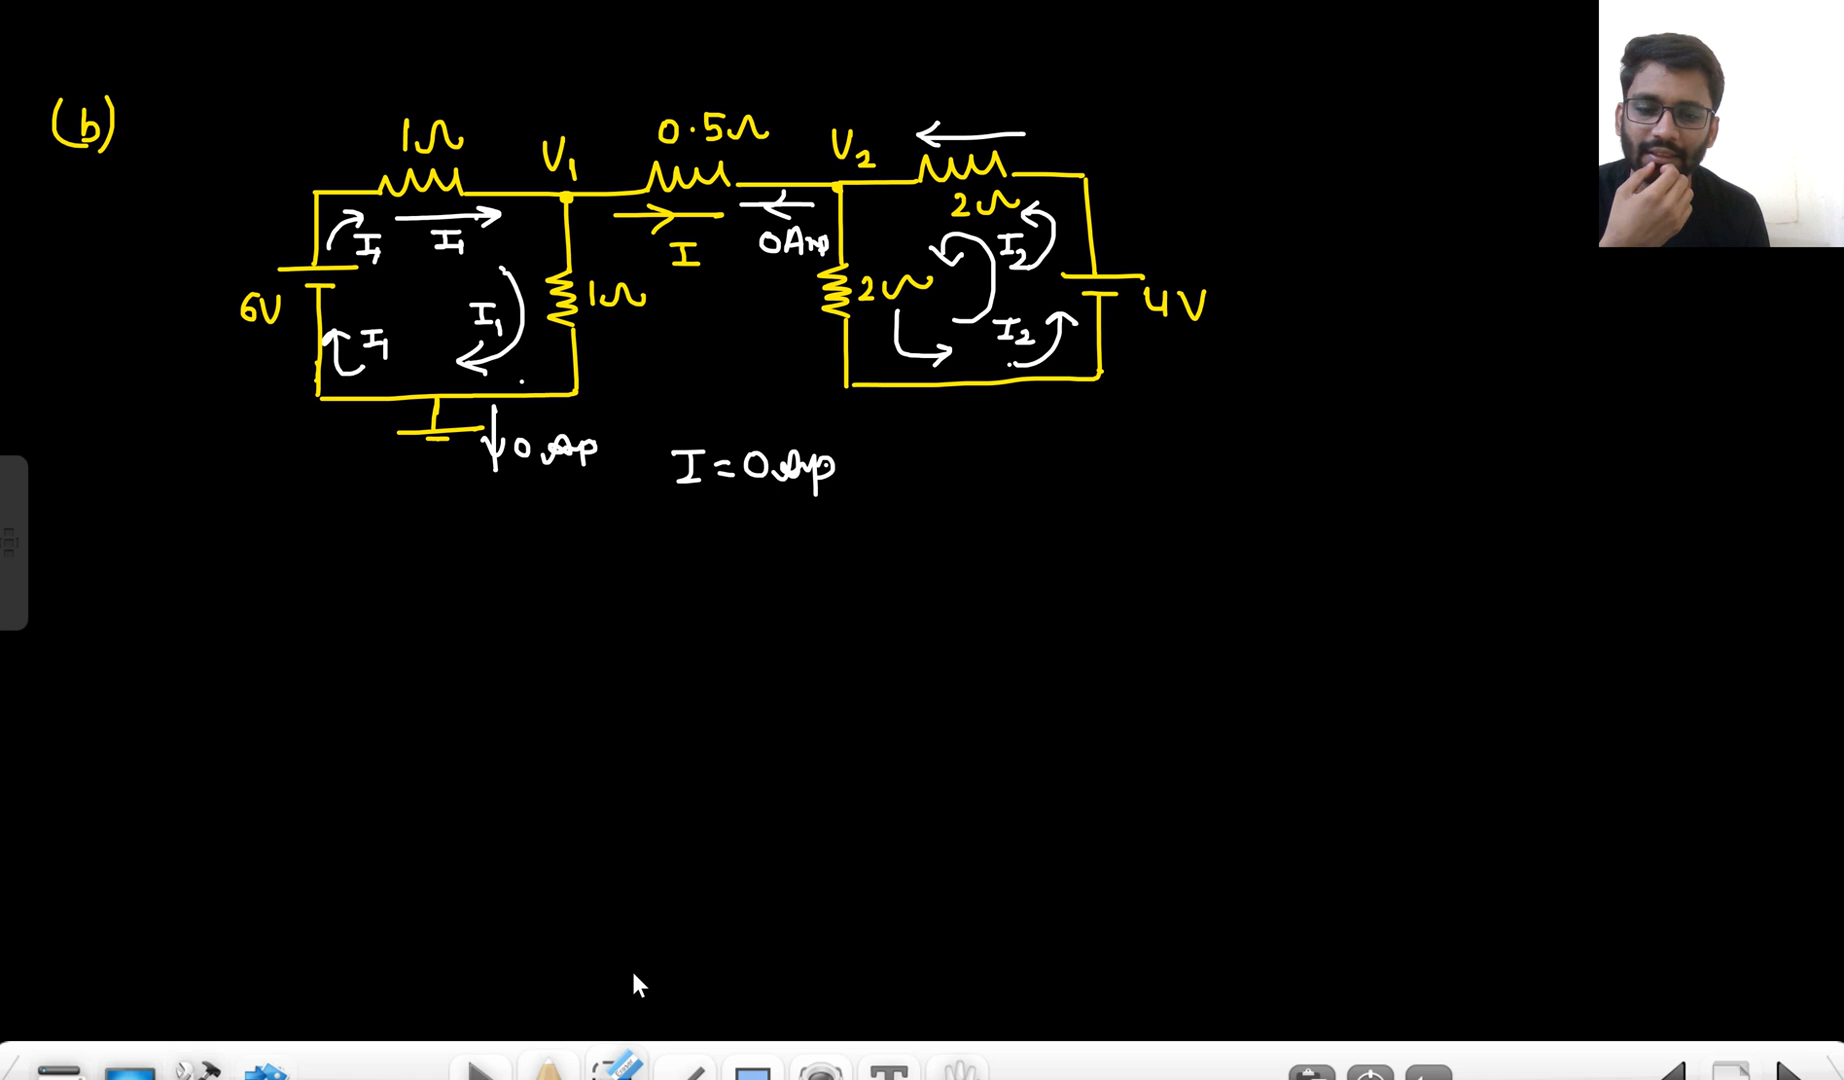 (b)
1Ω
V₁
0.5Ω
V₂
2Ω
I₁
I₁
I
0Amp
I₂
6V
I₁
1Ω
2Ω
4V
I₁
I₂
0Amp
I = 0Amp